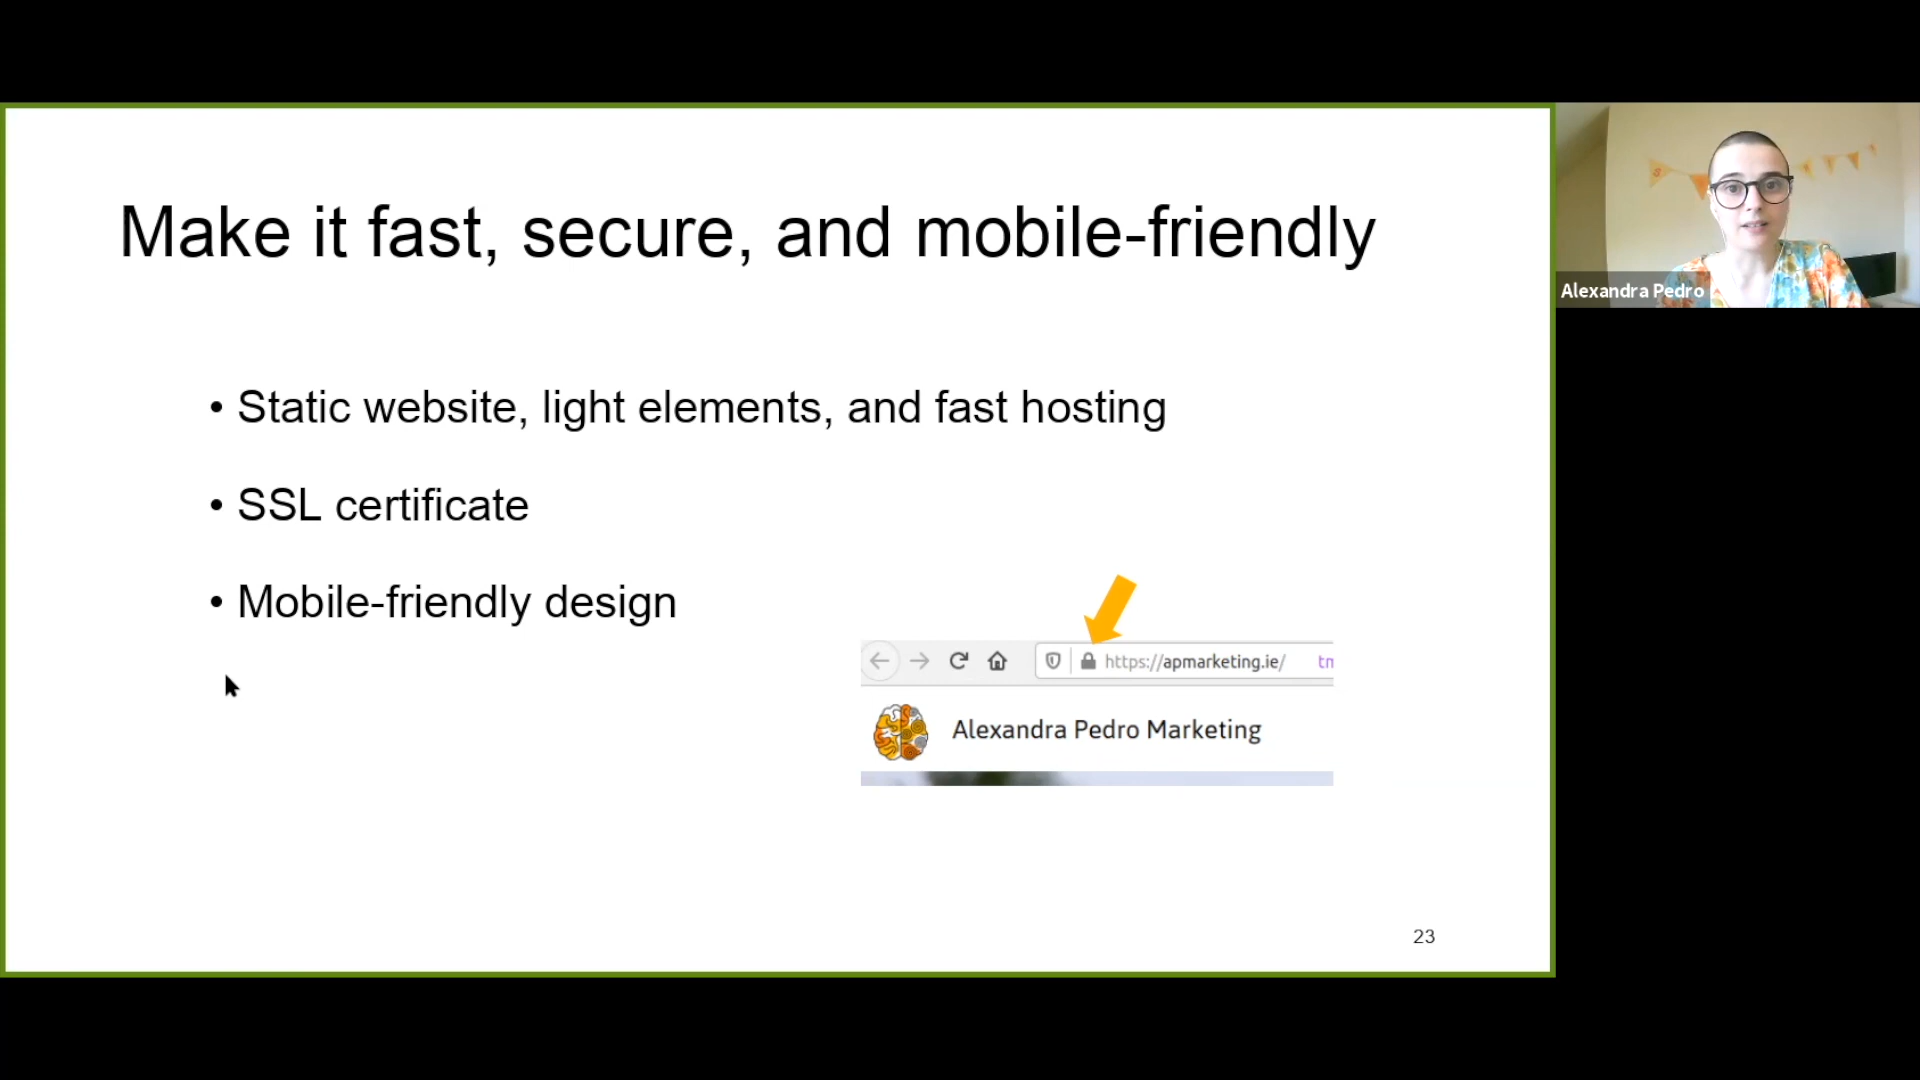 Make it fast, secure, and mobile-friendly
• Static website, light elements, and fast hosting
• SSL certificate
• Mobile-friendly design
https://apmarketing.ie/
Alexandra Pedro Marketing
23
Alexandra Pedro